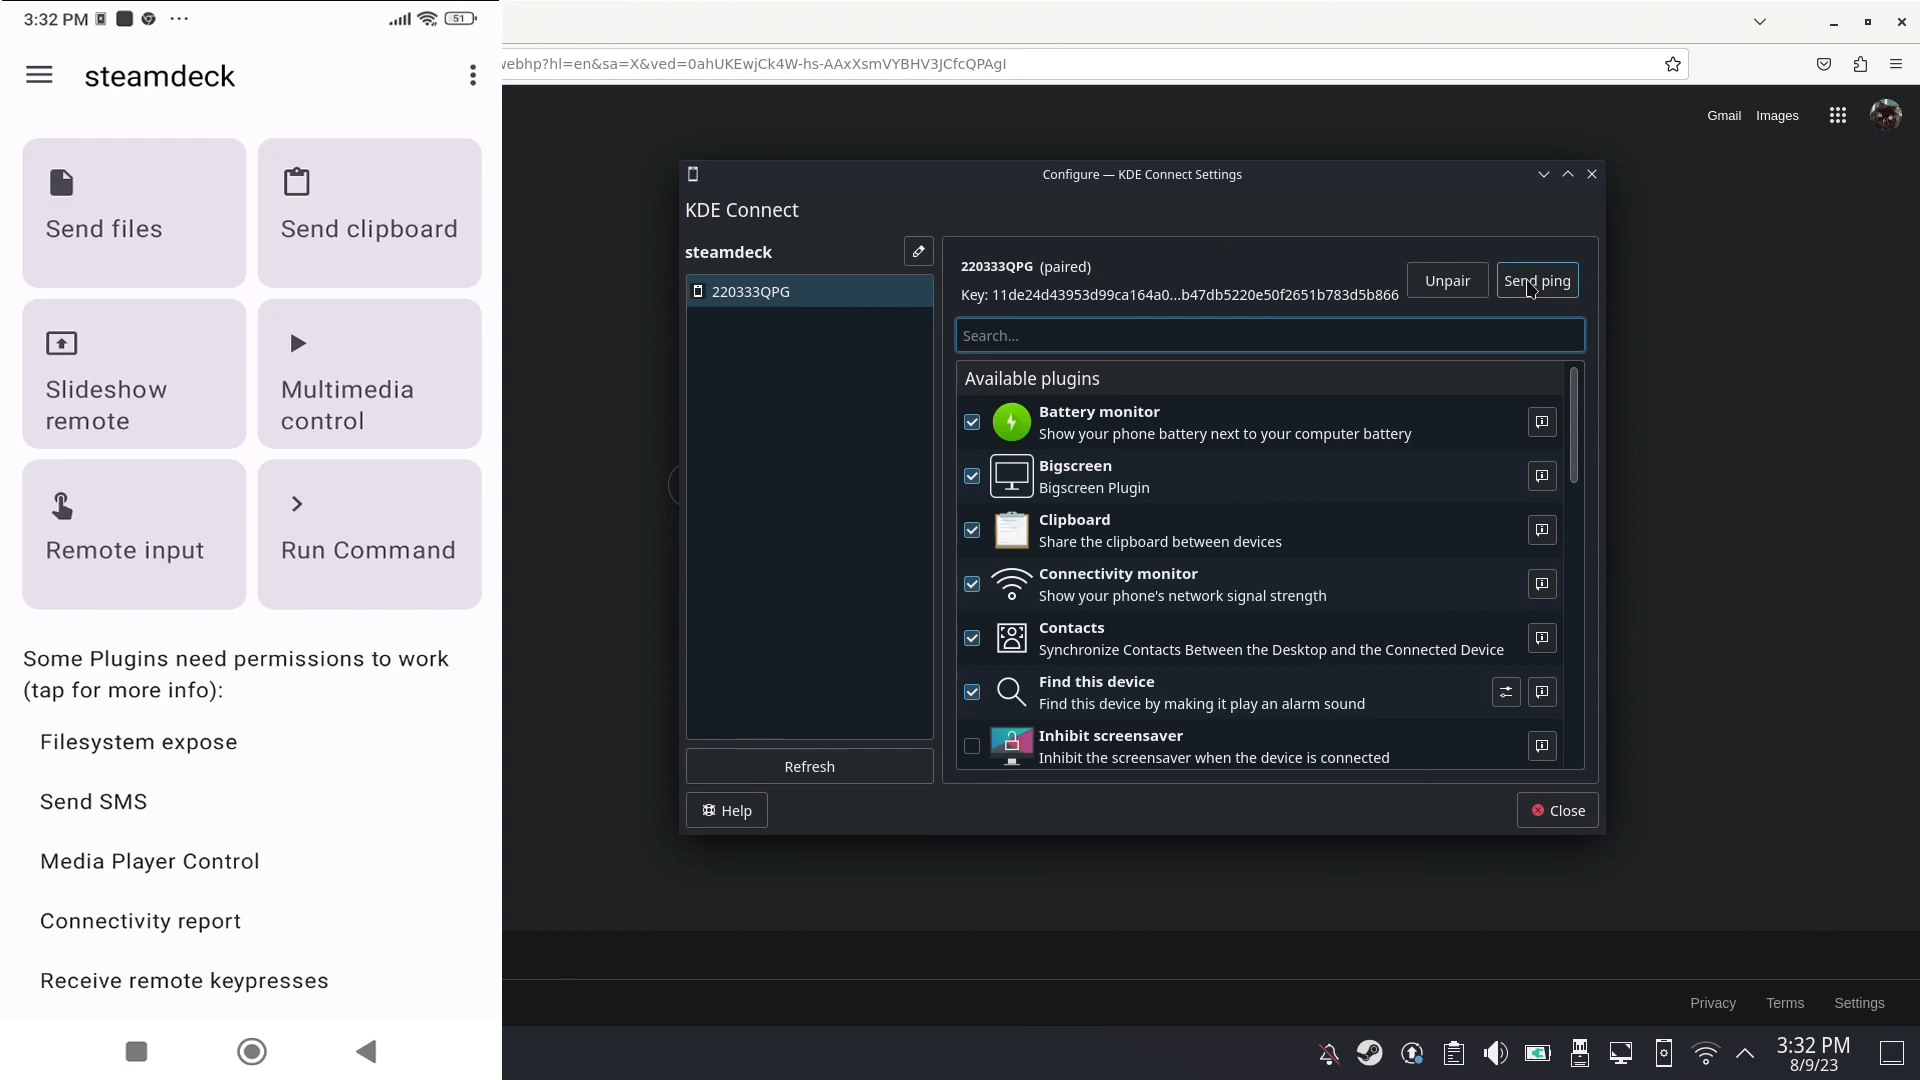 3:32 PM
51
steamdeck
Send files
Send clipboard
Slideshow
remote
Multimedia
control
Remote input
Run Command
Some Plugins need permissions to work
(tap for more info):
Filesystem expose
Send SMS
Media Player Control
Connectivity report
Receive remote keypresses
ebhp?hl=en&sa=X&ved=0ahUKEwjCk4W-hs-AAxXsmVYBHV3JCfcQPAgI
Gmail
Images
Configure — KDE Connect Settings
KDE Connect
steamdeck
220333QPG
Refresh
Help
220333QPG (paired)
Key: 11de24d43953d99ca164a0...b47db5220e50f2651b783d5b866
Unpair
Send ping
Search...
Available plugins
Battery monitor
Show your phone battery next to your computer battery
Bigscreen
Bigscreen Plugin
Clipboard
Share the clipboard between devices
Connectivity monitor
Show your phone's network signal strength
Contacts
Synchronize Contacts Between the Desktop and the Connected Device
Find this device
Find this device by making it play an alarm sound
Inhibit screensaver
Inhibit the screensaver when the device is connected
Close
Privacy
Terms
Settings
3:32 PM
8/9/23